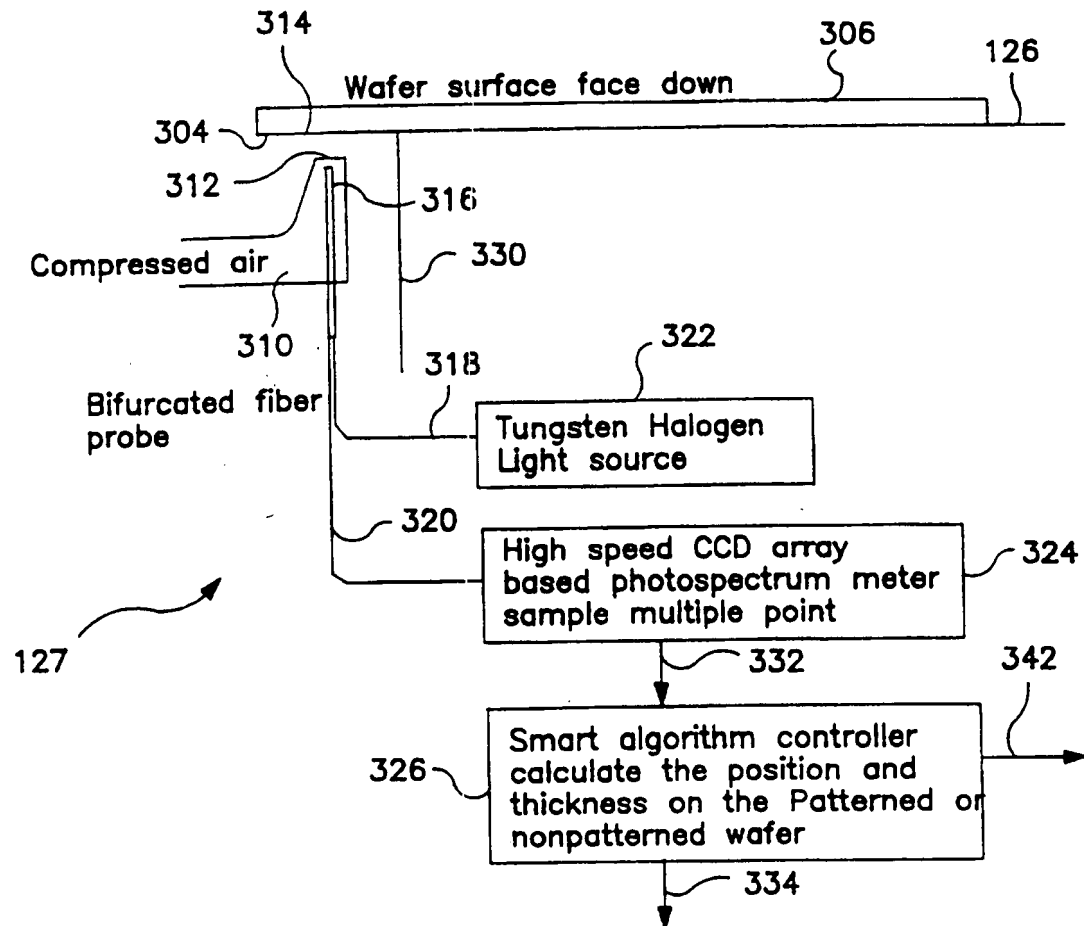 314
306
126
Wafer surface face down
304
312
316
Compressed air
330
310
322
318
Bifurcated fiber
probe
Tungsten Halogen
Light source
320
High speed CCD array
based photospectrum meter
sample multiple point
324
127
332
342
Smart algorithm controller
calculate the position and
thickness on the Patterned or
nonpatterned wafer
326
334